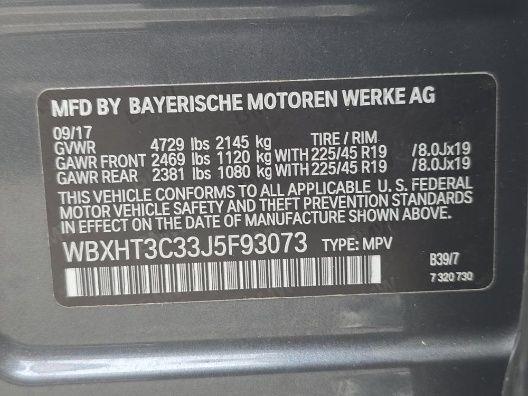 MFD BY BAYERISCHE MOTOREN WERKE AG
09/17
GVWR 4729 lbs 2145 kg TIRE / RIM
GAWR FRONT 2469 lbs 1120 kg WITH 225/45 R19 /8.0Jx19
GAWR REAR 2381 lbs 1080 kg WITH 225/45 R19 /8.0Jx19
THIS VEHICLE CONFORMS TO ALL APPLICABLE U. S. FEDERAL
MOTOR VEHICLE SAFETY AND THEFT PREVENTION STANDARDS
IN EFFECT ON THE DATE OF MANUFACTURE SHOWN ABOVE.
WBXHT3C33J5F93073 TYPE: MPV
B39/7
7 320 730